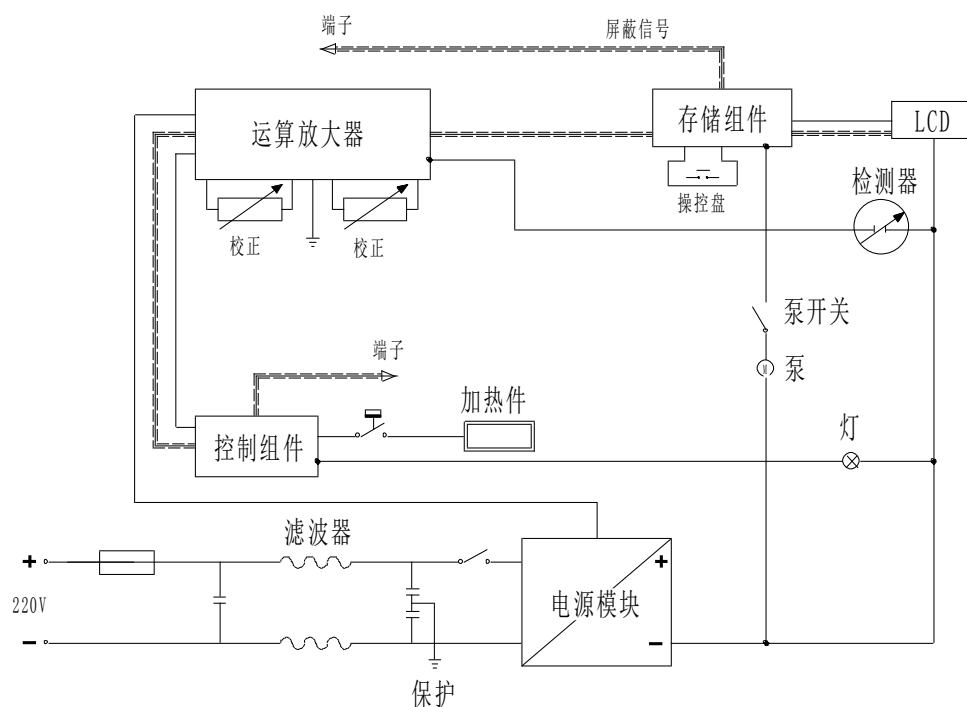 端子
屏蔽信号
运算放大器
存储组件
LCD
检测器
操控盘
校正
校正
泵开关
端子
泵
M
加热件
灯
控制组件
滤波器
+
+
220V
电源模块
−
−
保护